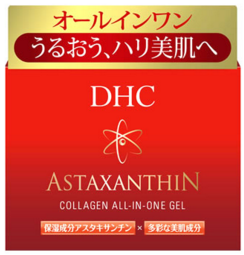 オールインワン
うるおう、ハリ美肌へ
DHC
ASTAXANTHIN
COLLAGEN ALL-IN-ONE GEL
保湿成分アスタキサンチン × 多彩な美肌成分